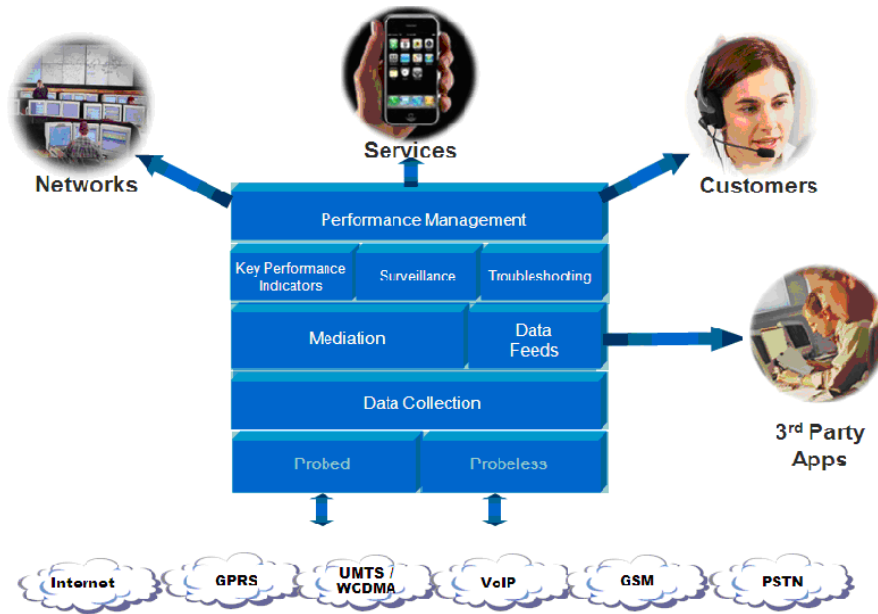 Services
Networks
Customers
Performance Management
Key Performance
Indicators
Surveillance
Troubleshooting
Mediation
Data
Feeds
Data Collection
3rd Party
Apps
Probed
Probeless
Internet
GPRS
UMTS /
WCDMA
VoIP
GSM
PSTN